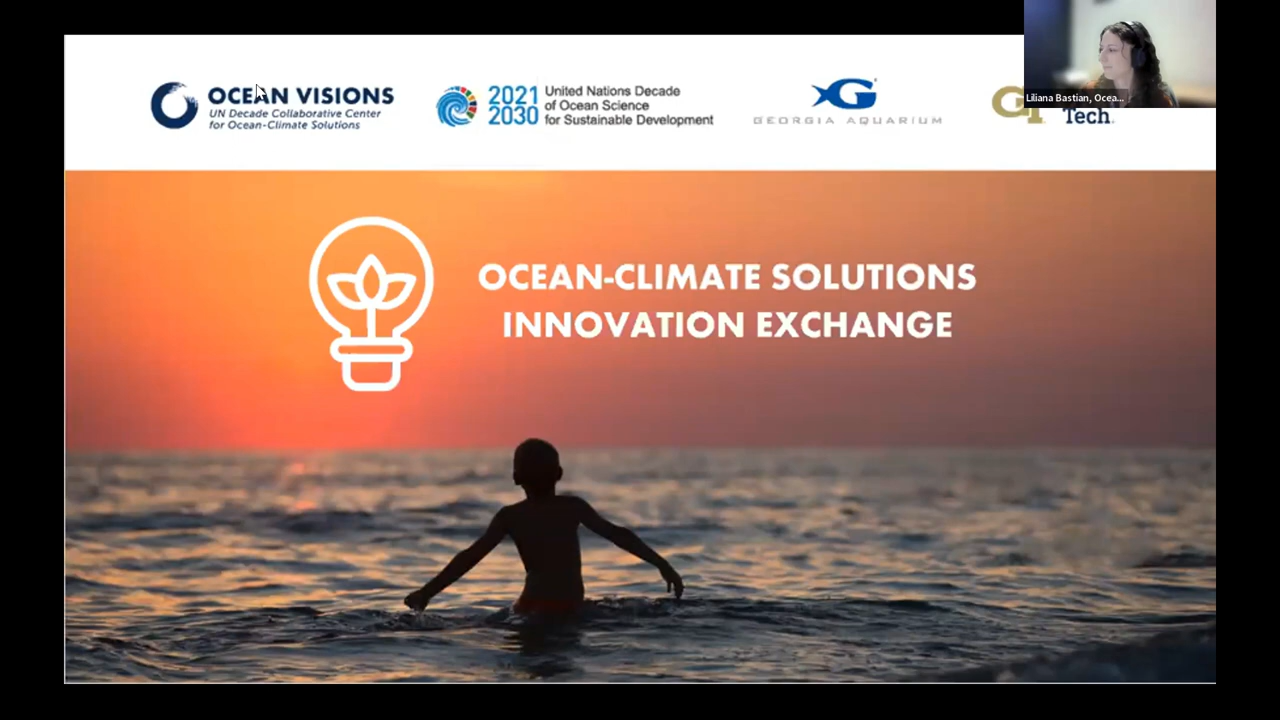 OCEAN VISIONS
UN Decade Collaborative Center
for Ocean-Climate Solutions
2021
2030
United Nations Decade
of Ocean Science
for Sustainable Development
G
GEORGIA AQUARIUM
GT
Tech
Liliana Bastian, Ocea...
OCEAN-CLIMATE SOLUTIONS
INNOVATION EXCHANGE